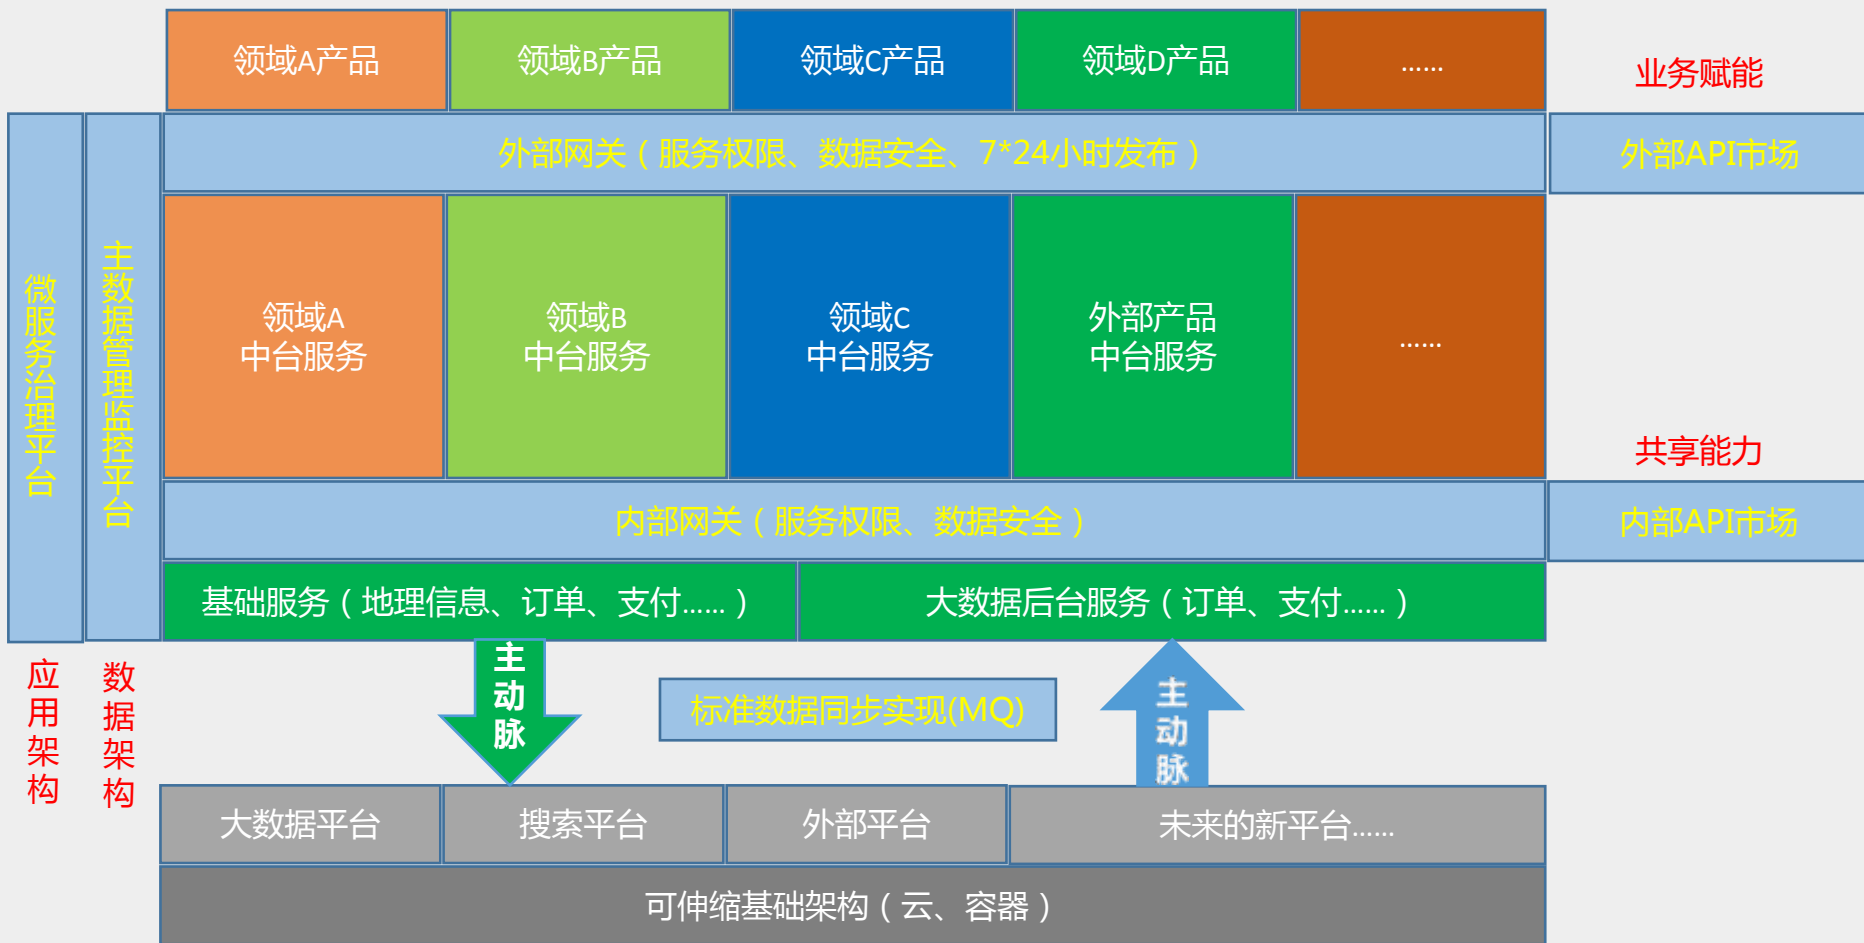 领域A产品
领域B产品
领域C产品
领域D产品
……
业务赋能
外部网关（服务权限、数据安全、7*24小时发布）
外部API市场
微服务治理平台
主数据管理监控平台
领域A
中台服务
领域B
中台服务
领域C
中台服务
外部产品
中台服务
……
共享能力
内部网关（服务权限、数据安全）
内部API市场
基础服务（地理信息、订单、支付……）
大数据后台服务（订单、支付……）
应用架构
数据架构
主动脉
标准数据同步实现(MQ)
主动脉
大数据平台
搜索平台
外部平台
未来的新平台……
可伸缩基础架构（云、容器）